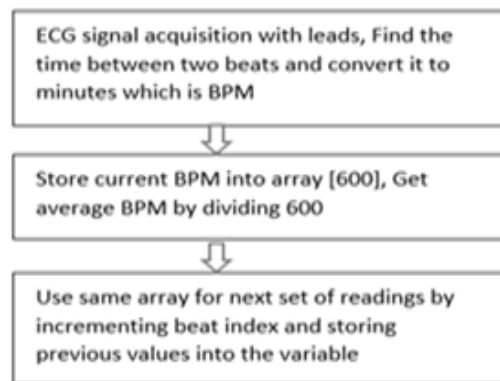 ECG signal acquisition with leads, Find the
time between two beats and convert it to
minutes which is BPM
Store current BPM into array [600], Get
average BPM by dividing 600
Use same array for next set of readings by
incrementing beat index and storing
previous values into the variable